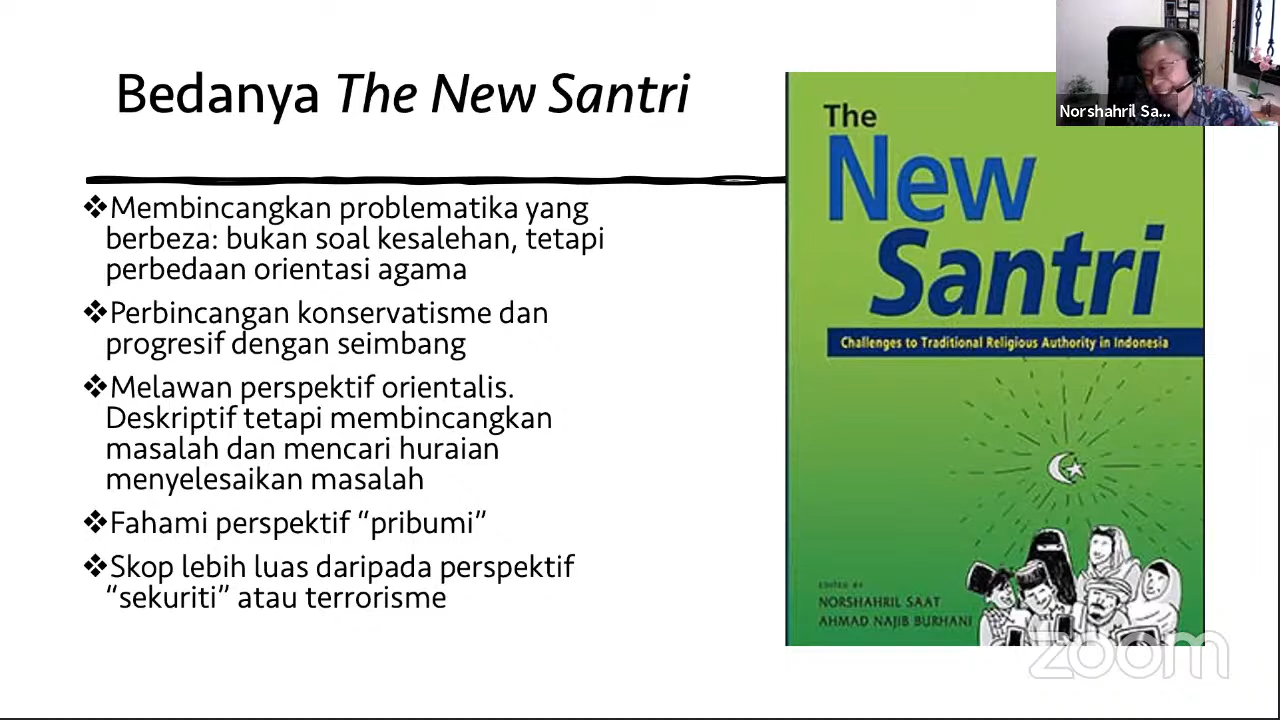 Bedanya The New Santri
❖Membincangkan problematika yang
berbeza: bukan soal kesalehan, tetapi
perbedaan orientasi agama
❖Perbincangan konservatisme dan
progresif dengan seimbang
❖Melawan perspektif orientalis.
Deskriptif tetapi membincangkan
masalah dan mencari huraian
menyelesaikan masalah
❖Fahami perspektif “pribumi”
❖Skop lebih luas daripada perspektif
“sekuriti” atau terrorisme
The
New
Santri
Challenges to Traditional Religious Authority in Indonesia
EDITED BY
NORSHAHRIL SAAT
AHMAD NAJIB BURHANI
Norshahril Sa...
zoom